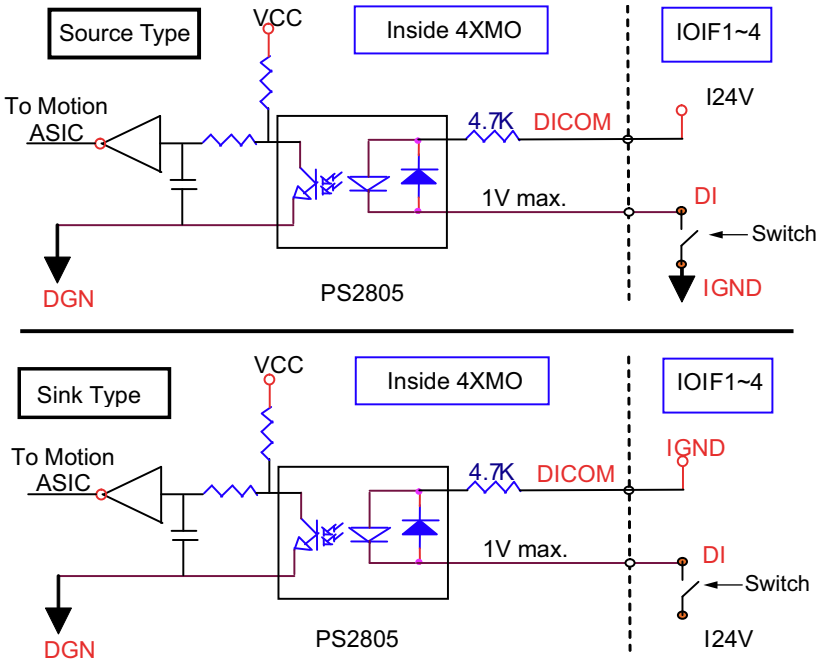 Source Type
VCC
Inside 4XMO
IOIF1~4
To Motion
ASIC
4.7K
DICOM
I24V
1V max.
DI
Switch
DGN
PS2805
IGND
Sink Type
VCC
Inside 4XMO
IOIF1~4
To Motion
ASIC
4.7K
DICOM
IGND
1V max.
DI
Switch
DGN
PS2805
I24V